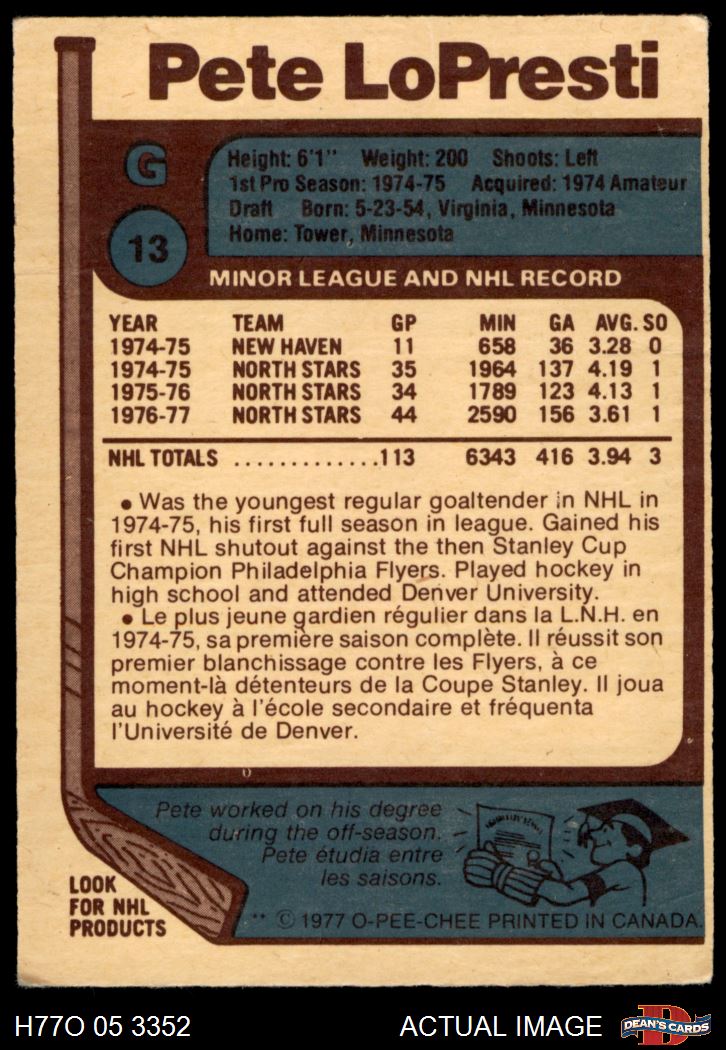 Pete LoPresti
G
13
Height: 6'1" Weight: 200 Shoots: Left
1st Pro Season: 1974-75 Acquired: 1974 Amateur
Draft Born: 5-23-54, Virginia, Minnesota
Home: Tower, Minnesota
MINOR LEAGUE AND NHL RECORD
YEAR TEAM GP MIN GA AVG. SO
1974-75 NEW HAVEN 11 658 36 3.28 0
1974-75 NORTH STARS 35 1964 137 4.19 1
1975-76 NORTH STARS 34 1789 123 4.13 1
1976-77 NORTH STARS 44 2590 156 3.61 1
NHL TOTALS .............113 6343 416 3.94 3
• Was the youngest regular goaltender in NHL in
1974-75, his first full season in league. Gained his
first NHL shutout against the then Stanley Cup
Champion Philadelphia Flyers. Played hockey in
high school and attended Denver University.
• Le plus jeune gardien régulier dans la L.N.H. en
1974-75, sa première saison complète. Il réussit son
premier blanchissage contre les Flyers, à ce
moment-là détenteurs de la Coupe Stanley. Il joua
au hockey à l'école secondaire et fréquenta
l'Université de Denver.
Pete worked on his degree
during the off-season.
Pete étudia entre
les saisons.
LOOK
FOR NHL
PRODUCTS
** © 1977 O-PEE-CHEE PRINTED IN CANADA.
H77O 05 3352
ACTUAL IMAGE
D
DEAN'S CARDS